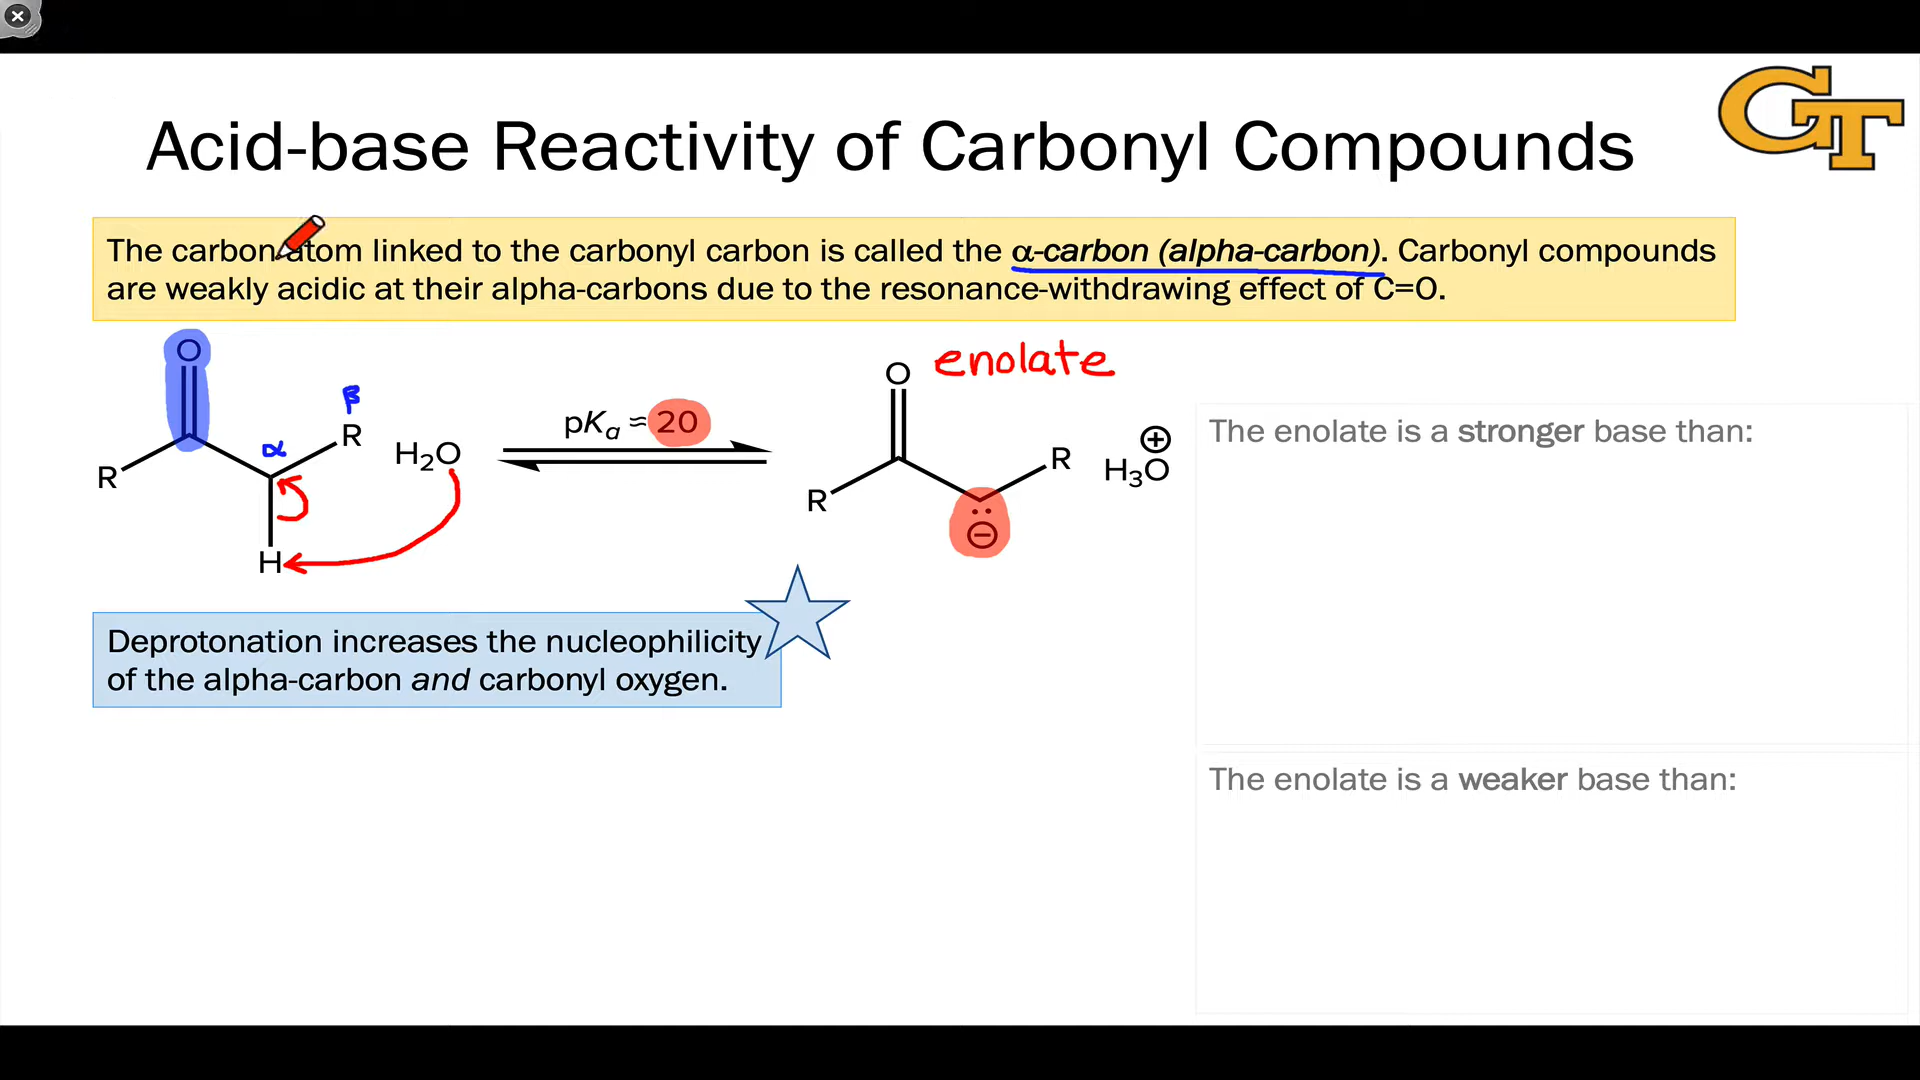 GT
Acid-base Reactivity of Carbonyl Compounds
The carbon atom linked to the carbonyl carbon is called the α-carbon (alpha-carbon). Carbonyl compounds
are weakly acidic at their alpha-carbons due to the resonance-withdrawing effect of C=O.
O
R
α
β
R
H
H₂O
pKₐ ≈ 20
O
enolate
R
R
⊖
⊕
H₃O
The enolate is a stronger base than:
Deprotonation increases the nucleophilicity
of the alpha-carbon and carbonyl oxygen.
The enolate is a weaker base than: